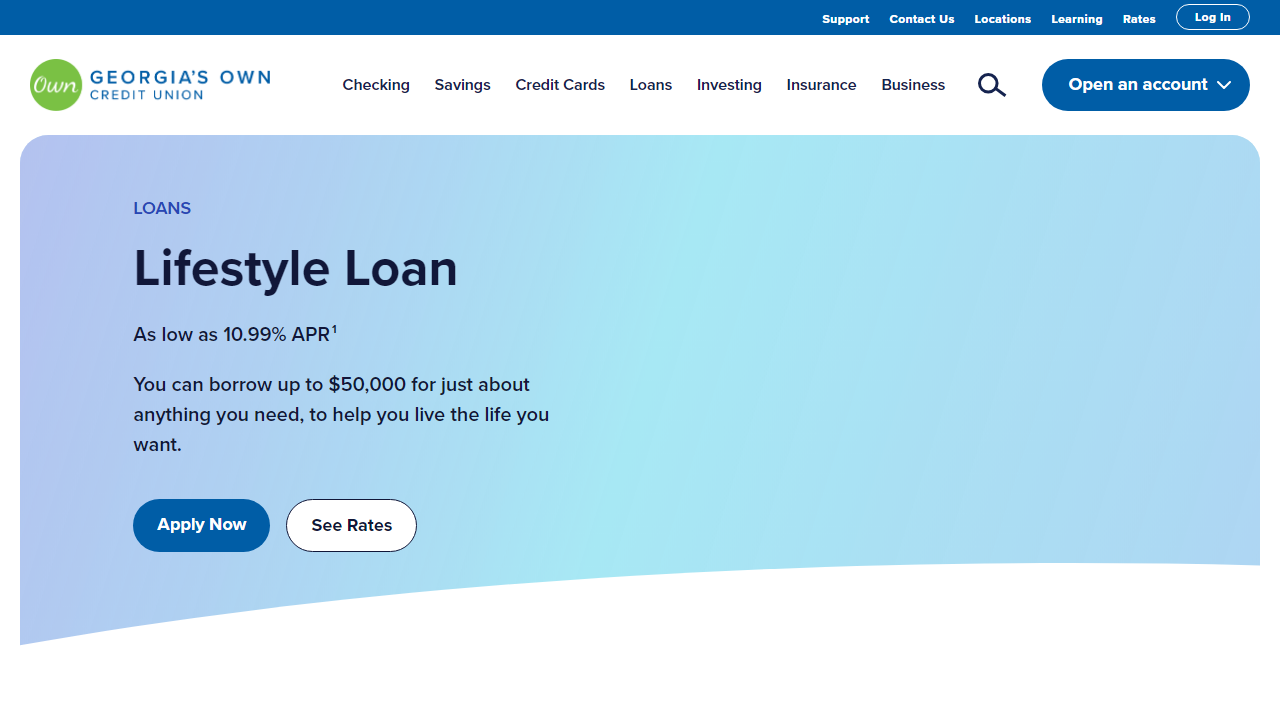 Support Contact Us Locations Learning Rates Log In
Own GEORGIA'S OWN
CREDIT UNION
Checking Savings Credit Cards Loans Investing Insurance Business Open an account
LOANS
Lifestyle Loan
As low as 10.99% APR¹
You can borrow up to $50,000 for just about
anything you need, to help you live the life you
want.
Apply Now See Rates